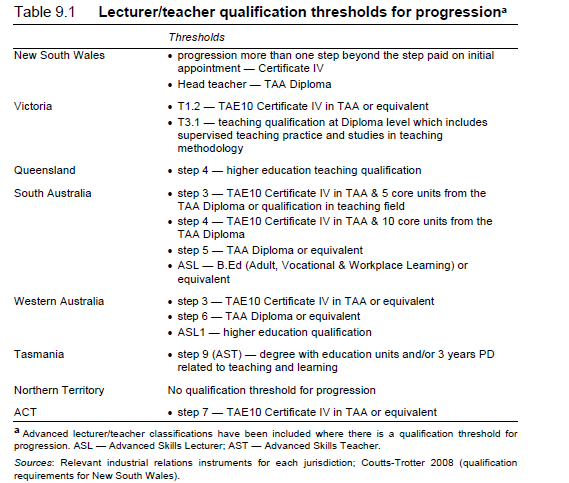 Table 9.1 Lecturer/teacher qualification thresholds for progressionᵃ
Thresholds
New South Wales • progression more than one step beyond the step paid on initial
appointment — Certificate IV
• Head teacher — TAA Diploma
Victoria • T1.2 — TAE10 Certificate IV in TAA or equivalent
• T3.1 — teaching qualification at Diploma level which includes
supervised teaching practice and studies in teaching
methodology
Queensland • step 4 — higher education teaching qualification
South Australia • step 3 — TAE10 Certificate IV in TAA & 5 core units from the
TAA Diploma or qualification in teaching field
• step 4 — TAE10 Certificate IV in TAA & 10 core units from the
TAA Diploma
• step 5 — TAA Diploma or equivalent
• ASL — B.Ed (Adult, Vocational & Workplace Learning) or
equivalent
Western Australia • step 3 — TAE10 Certificate IV in TAA or equivalent
• step 6 — TAA Diploma or equivalent
• ASL1 — higher education qualification
Tasmania • step 9 (AST) — degree with education units and/or 3 years PD
related to teaching and learning
Northern Territory No qualification threshold for progression
ACT • step 7 — TAE10 Certificate IV in TAA or equivalent
ᵃ Advanced lecturer/teacher classifications have been included where there is a qualification threshold for
progression. ASL — Advanced Skills Lecturer; AST — Advanced Skills Teacher.
Sources: Relevant industrial relations instruments for each jurisdiction; Coutts-Trotter 2008 (qualification
requirements for New South Wales).